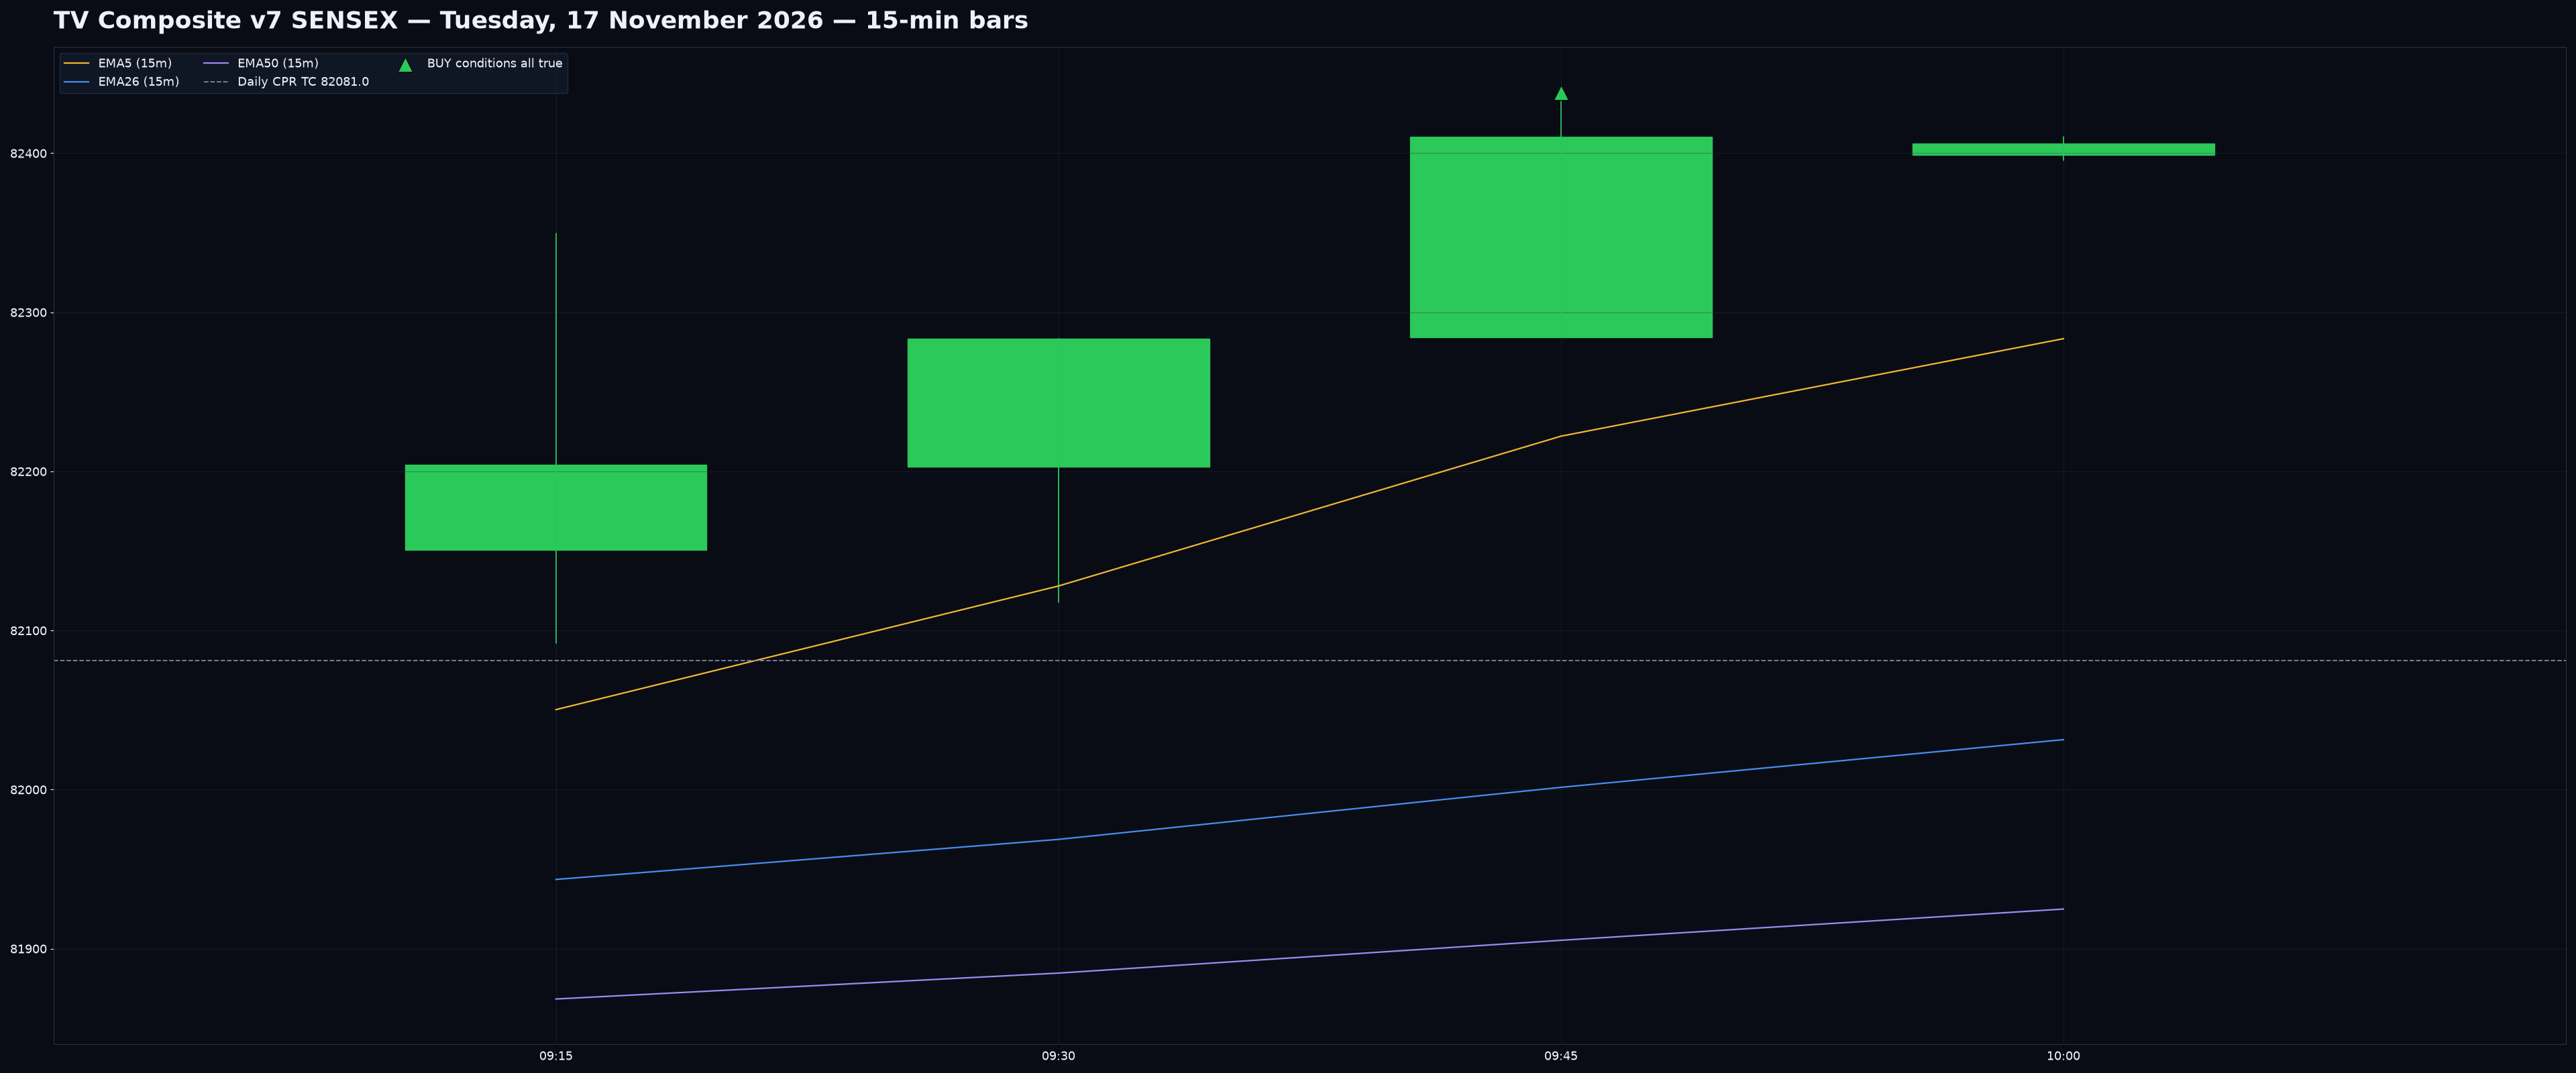 TV Composite v7 SENSEX — Tuesday, 17 November 2026 — 15-min bars
EMA5 (15m)
EMA26 (15m)
EMA50 (15m)
Daily CPR TC 82081.0
BUY conditions all true
82400
82300
82200
82100
82000
81900
09:15
09:30
09:45
10:00